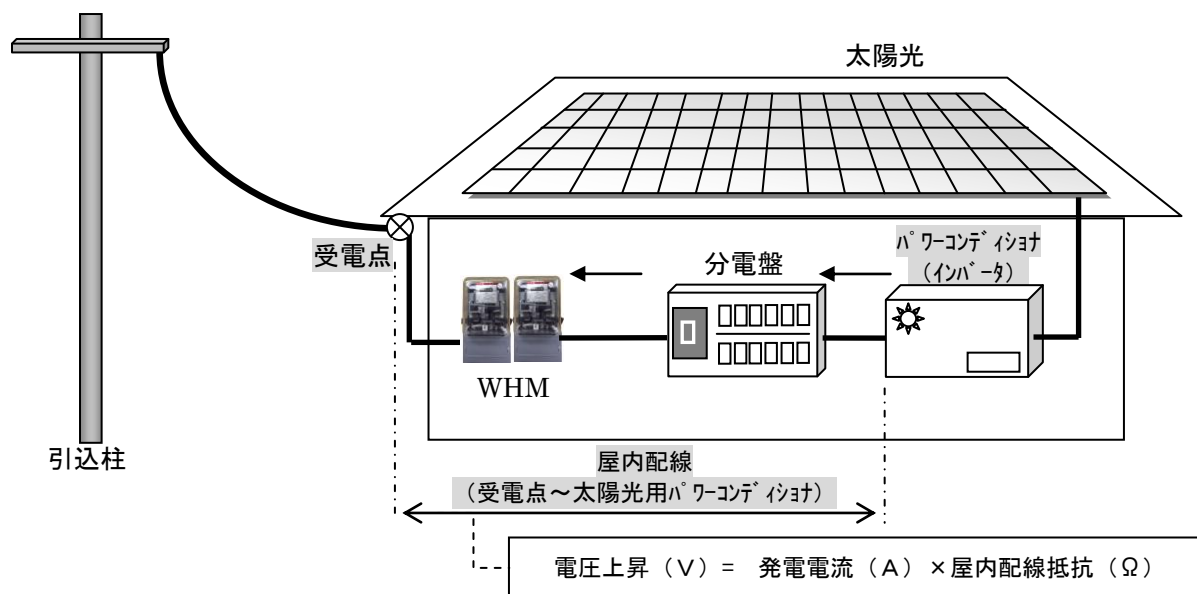 太陽光
受電点
分電盤
ﾊﾟﾜｰｺﾝﾃﾞｨｼｮﾅ
（ｲﾝﾊﾞｰﾀ）
WHM
引込柱
屋内配線
（受電点～太陽光用ﾊﾟﾜｰｺﾝﾃﾞｨｼｮﾅ）
電圧上昇（V）＝　発電電流（A）×屋内配線抵抗（Ω）